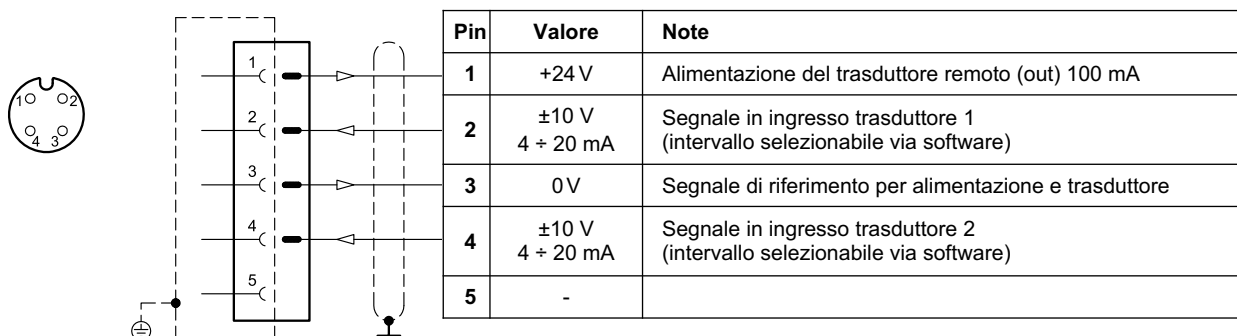 1 2
4 3
1
2
3
4
5
Pin Valore Note
1 +24 V Alimentazione del trasduttore remoto (out) 100 mA
2 ±10 V
4 ÷ 20 mA Segnale in ingresso trasduttore 1
(intervallo selezionabile via software)
3 0 V Segnale di riferimento per alimentazione e trasduttore
4 ±10 V
4 ÷ 20 mA Segnale in ingresso trasduttore 2
(intervallo selezionabile via software)
5 -